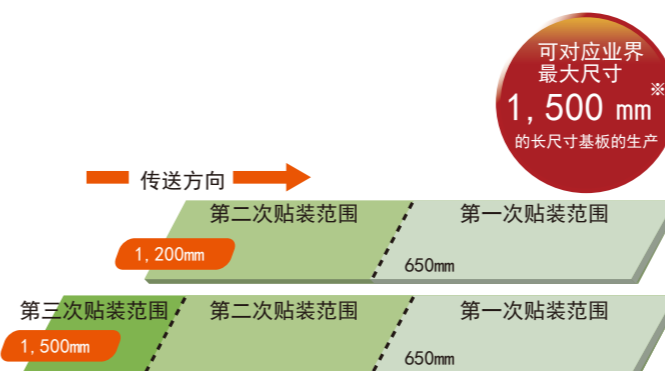 可对应业界
最大尺寸
1,500 mm※
的长尺寸基板的生产
传送方向
第二次贴装范围 第一次贴装范围
1,200mm
650mm
第三次贴装范围 第二次贴装范围 第一次贴装范围
1,500mm
650mm